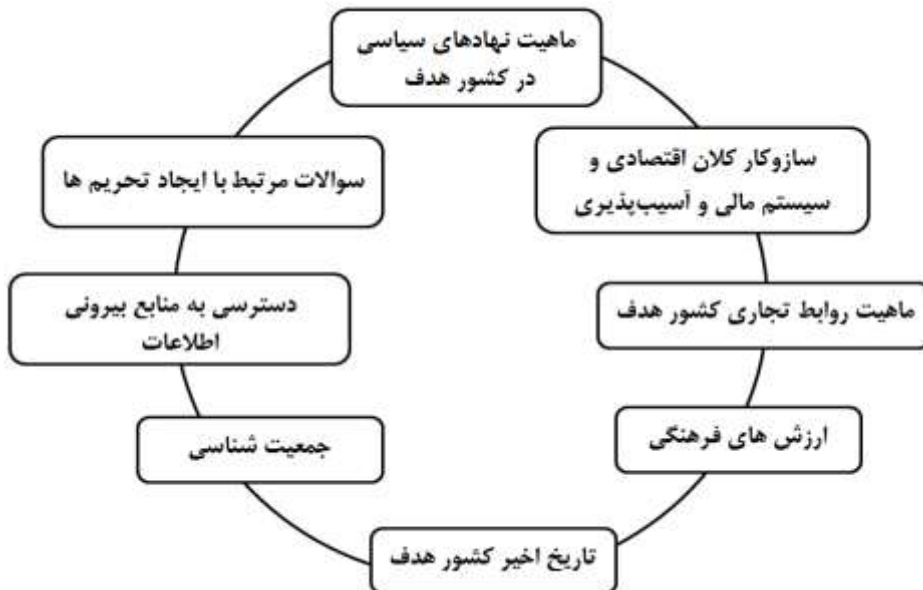 ماهیت نهادهای سیاسی
در کشور هدف
سازوکار کلان اقتصادی و
سیستم مالی و آسیب‌پذیری
ماهیت روابط تجاری کشور هدف
ارزش های فرهنگی
تاریخ اخیر کشور هدف
جمعیت شناسی
دسترسی به منابع بیرونی
اطلاعات
سوالات مرتبط با ایجاد تحریم ها